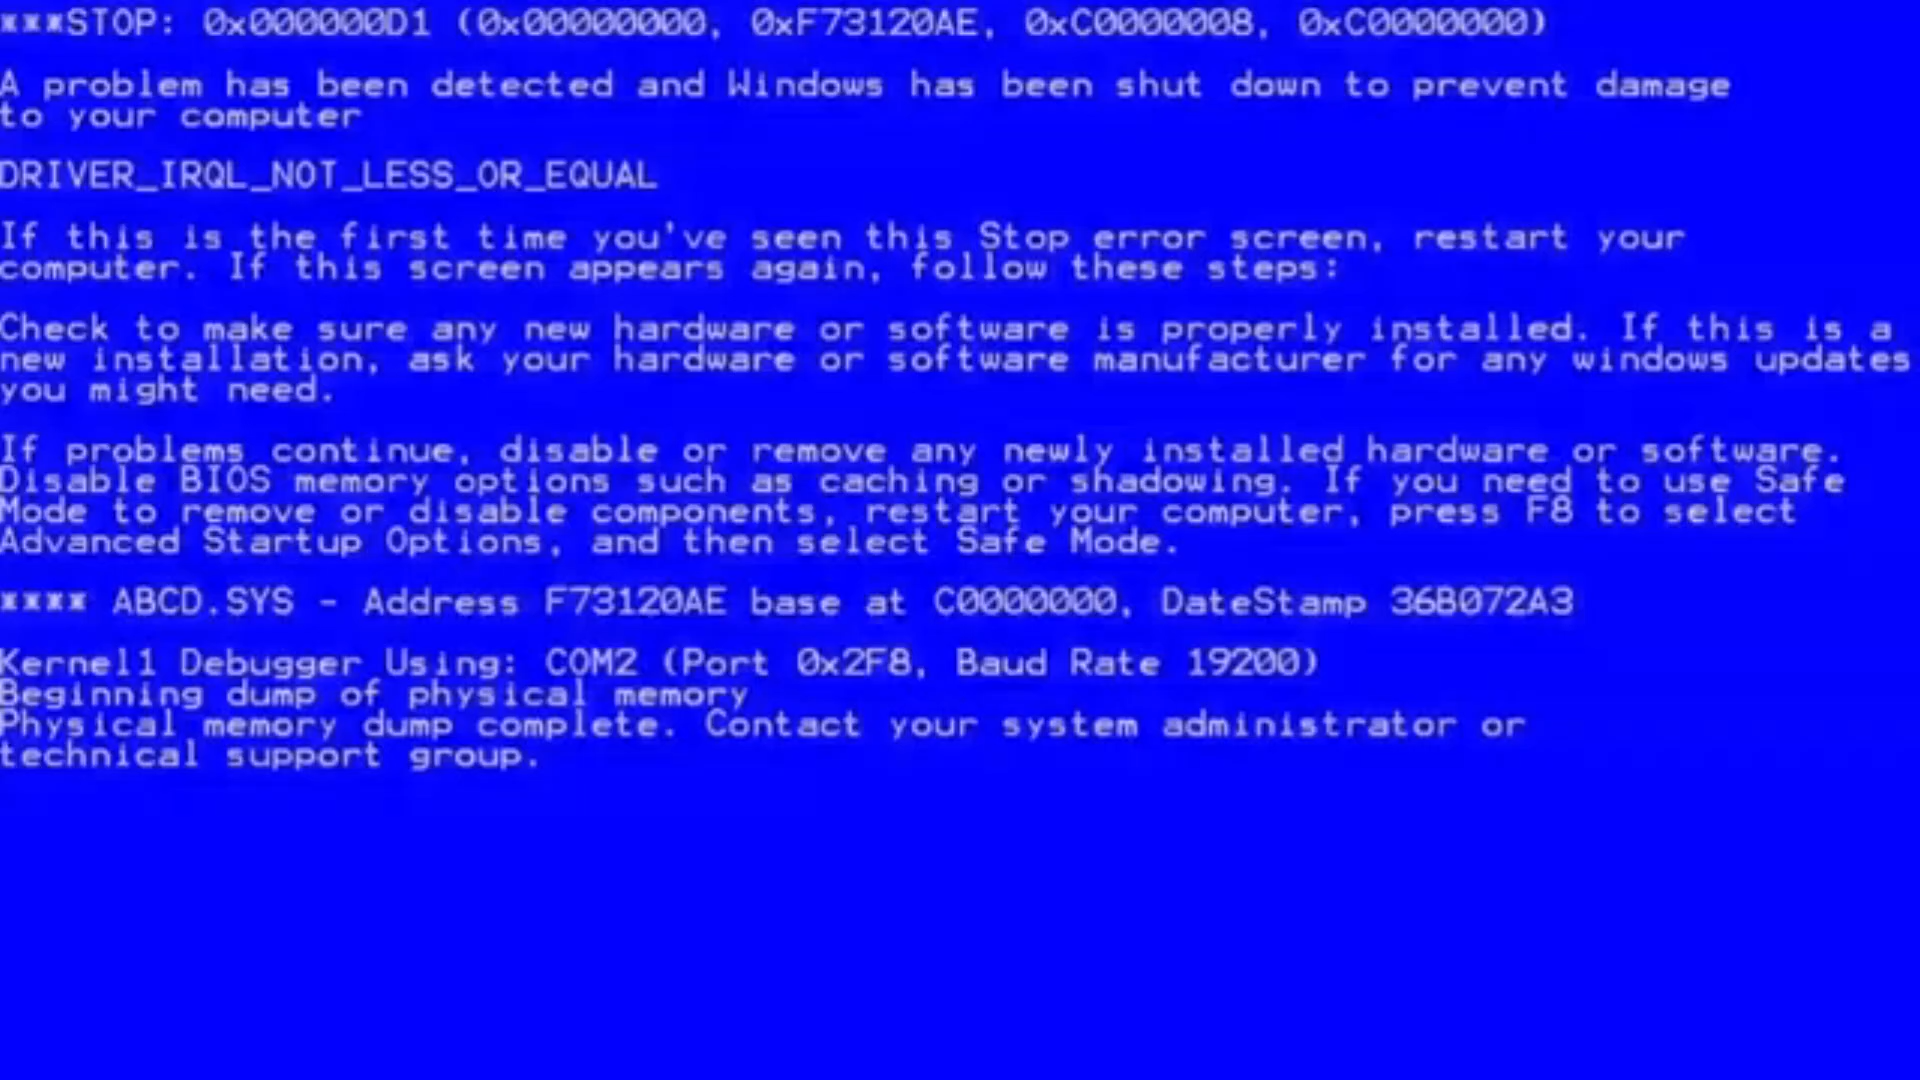 ***STOP: 0x000000D1 (0x00000000, 0xF73120AE, 0xC0000008, 0xC0000000)
A problem has been detected and Windows has been shut down to prevent damage
to your computer
DRIVER_IRQL_NOT_LESS_OR_EQUAL
If this is the first time you've seen this Stop error screen, restart your
computer. If this screen appears again, follow these steps:
Check to make sure any new hardware or software is properly installed. If this is a
new installation, ask your hardware or software manufacturer for any windows updates
you might need.
If problems continue, disable or remove any newly installed hardware or software.
Disable BIOS memory options such as caching or shadowing. If you need to use Safe
Mode to remove or disable components, restart your computer, press F8 to select
Advanced Startup Options, and then select Safe Mode.
**** ABCD.SYS - Address F73120AE base at C0000000, DateStamp 36B072A3
Kernel1 Debugger Using: COM2 (Port 0x2F8, Baud Rate 19200)
Beginning dump of physical memory
Physical memory dump complete. Contact your system administrator or
technical support group.